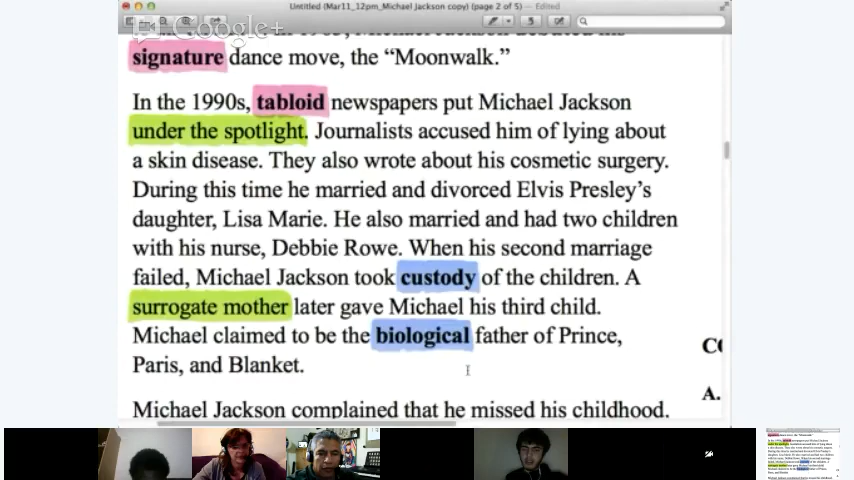 Untitled (Mar11_12pm_Michael Jackson copy) (page 2 of 5) — Edited
Google+
signature dance move, the “Moonwalk.”
In the 1990s, tabloid newspapers put Michael Jackson
under the spotlight. Journalists accused him of lying about
a skin disease. They also wrote about his cosmetic surgery.
During this time he married and divorced Elvis Presley’s
daughter, Lisa Marie. He also married and had two children
with his nurse, Debbie Rowe. When his second marriage
failed, Michael Jackson took custody of the children. A
surrogate mother later gave Michael his third child.
Michael claimed to be the biological father of Prince,
Paris, and Blanket.
A.
Michael Jackson complained that he missed his childhood.